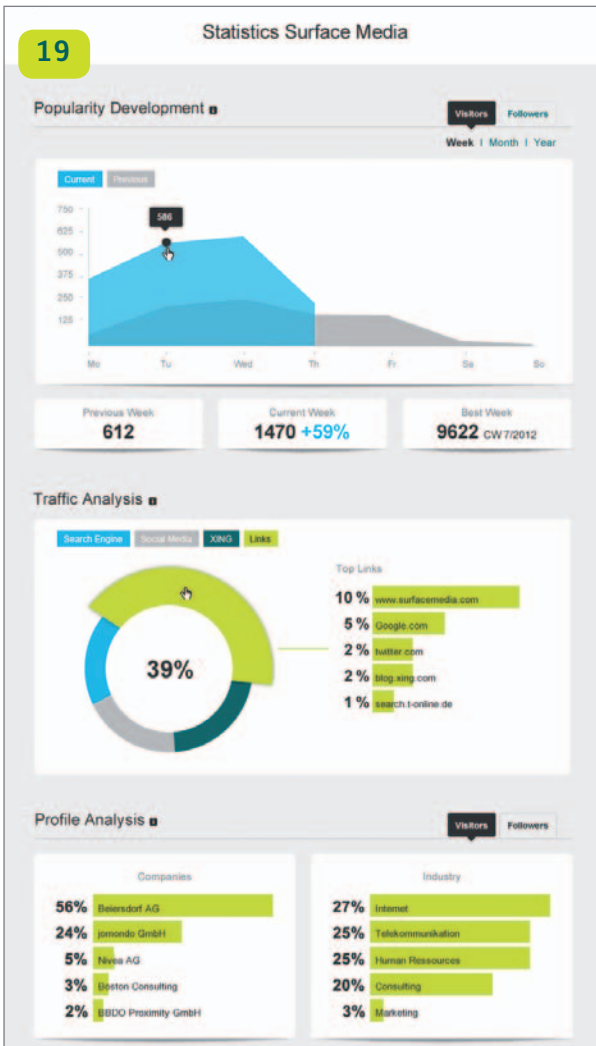 19
Statistics Surface Media
Popularity Development i
Visitors Followers
Week | Month | Year
Current Previous
750
625
500
375
250
125
586
Mo Tu Wed Th Fr Sa So
Previous Week
612
Current Week
1470 +59%
Best Week
9622 CW 7/2012
Traffic Analysis i
Search Engine Social Media XING Links
39%
Top Links
10 % www.surfacemedia.com
5 % Google.com
2 % twitter.com
2 % blog.xing.com
1 % search.t-online.de
Profile Analysis i
Visitors Followers
Companies
56% Beiersdorf AG
24% jomondo GmbH
5% Nivea AG
3% Boston Consulting
2% BBDO Proximity GmbH
Industry
27% Internet
25% Telekommunikation
25% Human Ressources
20% Consulting
3% Marketing